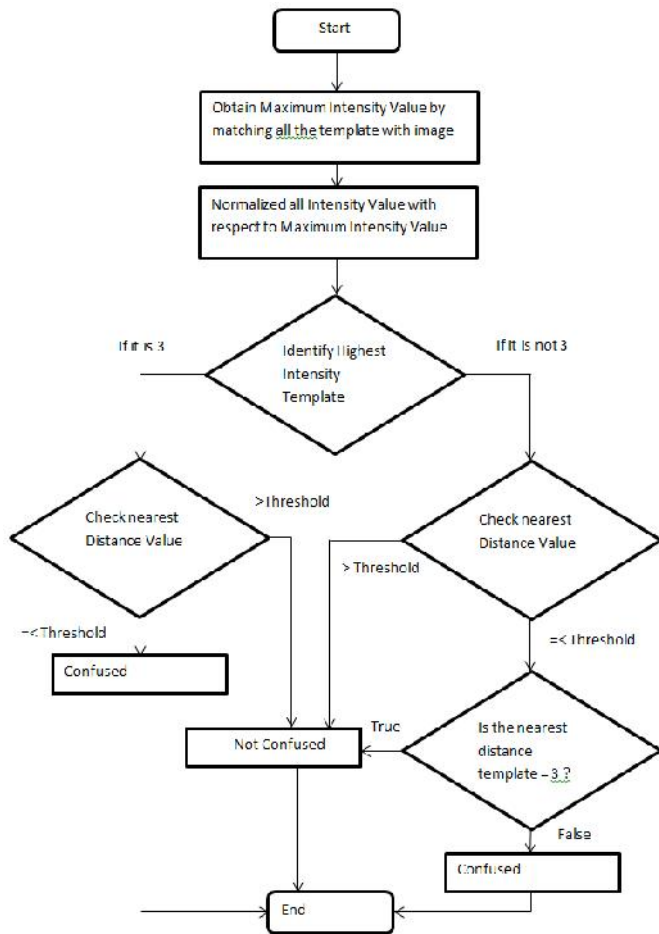 Start
Obtain Maximum Intensity Value by
matching all the template with image
Normalized all Intensity Value with
respect to Maximum Intensity Value
If it is 3
Identify Highest
Intensity
Template
If it is not 3
Check nearest
Distance Value
>Threshold
Check nearest
Distance Value
> Threshold
=< Threshold
Confused
=< Threshold
Not Confused
True
Is the nearest
distance
template = 3 ?
False
Confused
End